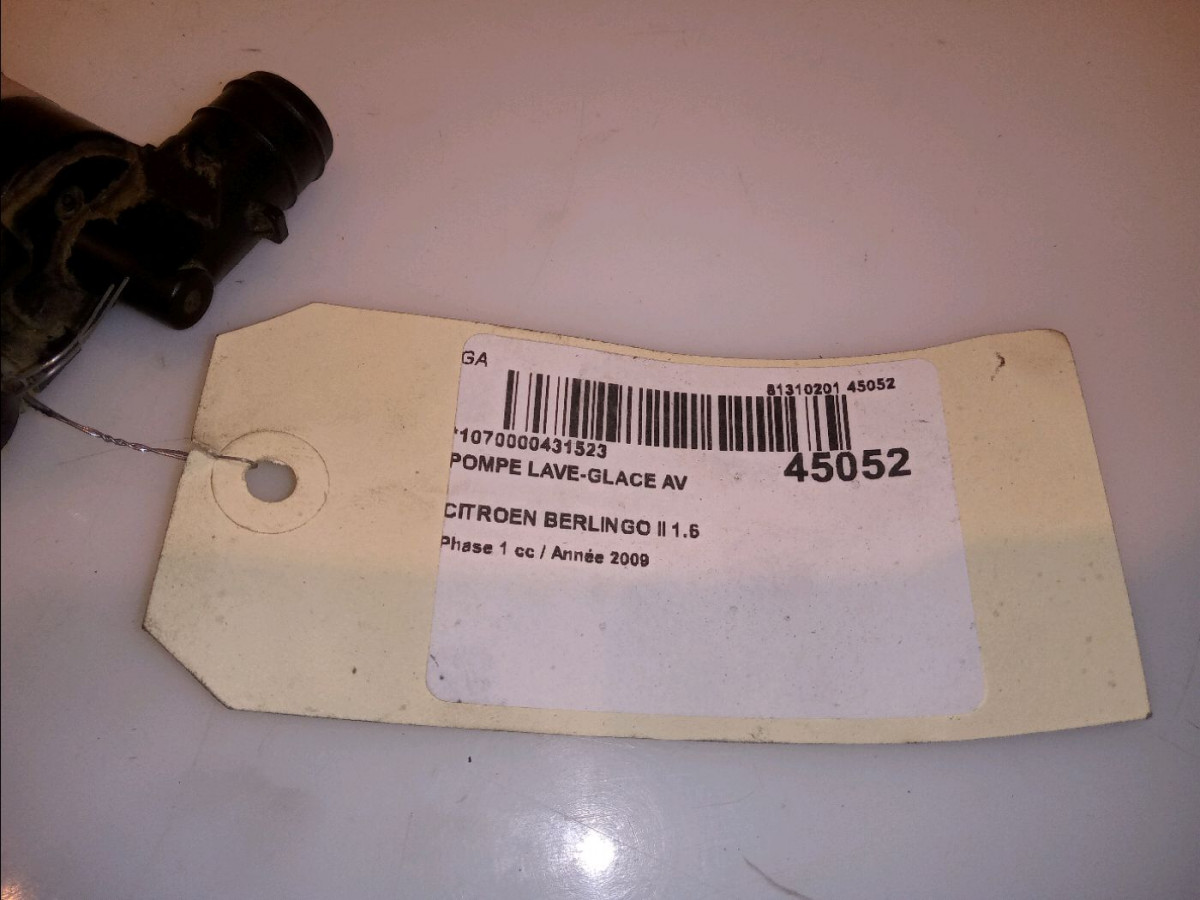 GA
81310201 45052
*1070000431523
45052
POMPE LAVE-GLACE AV
CITROEN BERLINGO II 1.6
Phase 1 cc / Année 2009